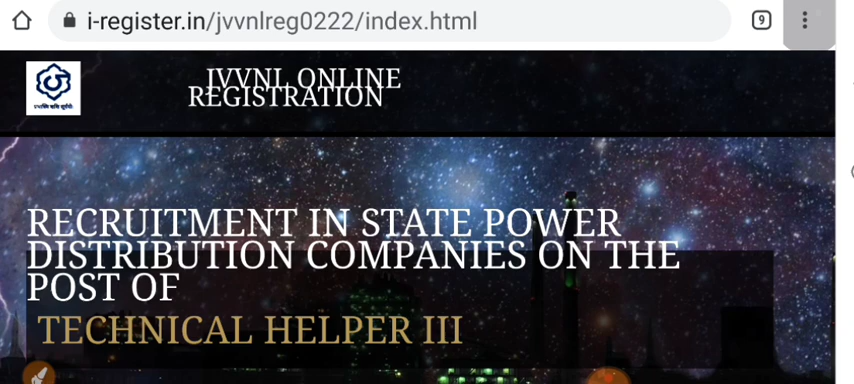 i-register.in/jvvnlreg0222/index.html
9
JVVNL ONLINE
REGISTRATION
RECRUITMENT IN STATE POWER
DISTRIBUTION COMPANIES ON THE
POST OF
TECHNICAL HELPER III